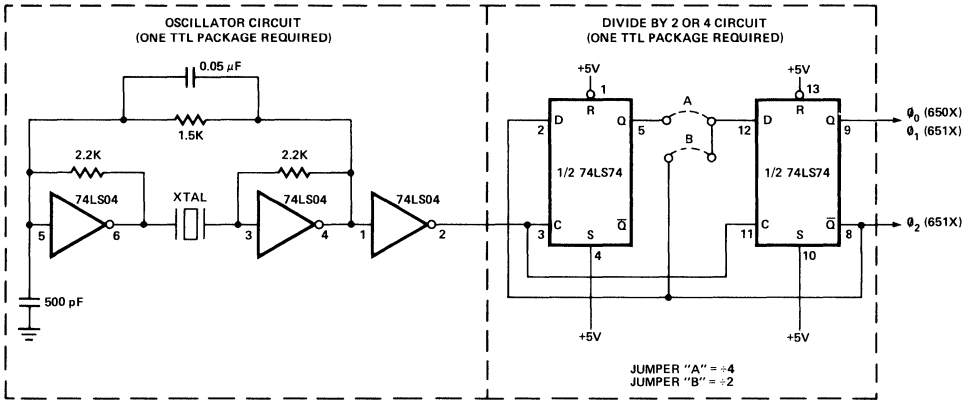 OSCILLATOR CIRCUIT
(ONE TTL PACKAGE REQUIRED)
DIVIDE BY 2 OR 4 CIRCUIT
(ONE TTL PACKAGE REQUIRED)
0.05 µF
1.5K
2.2K
2.2K
74LS04
XTAL
74LS04
74LS04
5
6
3
4
1
2
500 pF
+5V
1
R
2
D
Q
5
1/2 74LS74
3
C
Q̅
S
4
+5V
A
B
+5V
13
R
12
D
Q
9
1/2 74LS74
11
C
Q̅
8
S
10
+5V
Ø0 (650X)
Ø1 (651X)
Ø2 (651X)
JUMPER "A" = ÷4
JUMPER "B" = ÷2